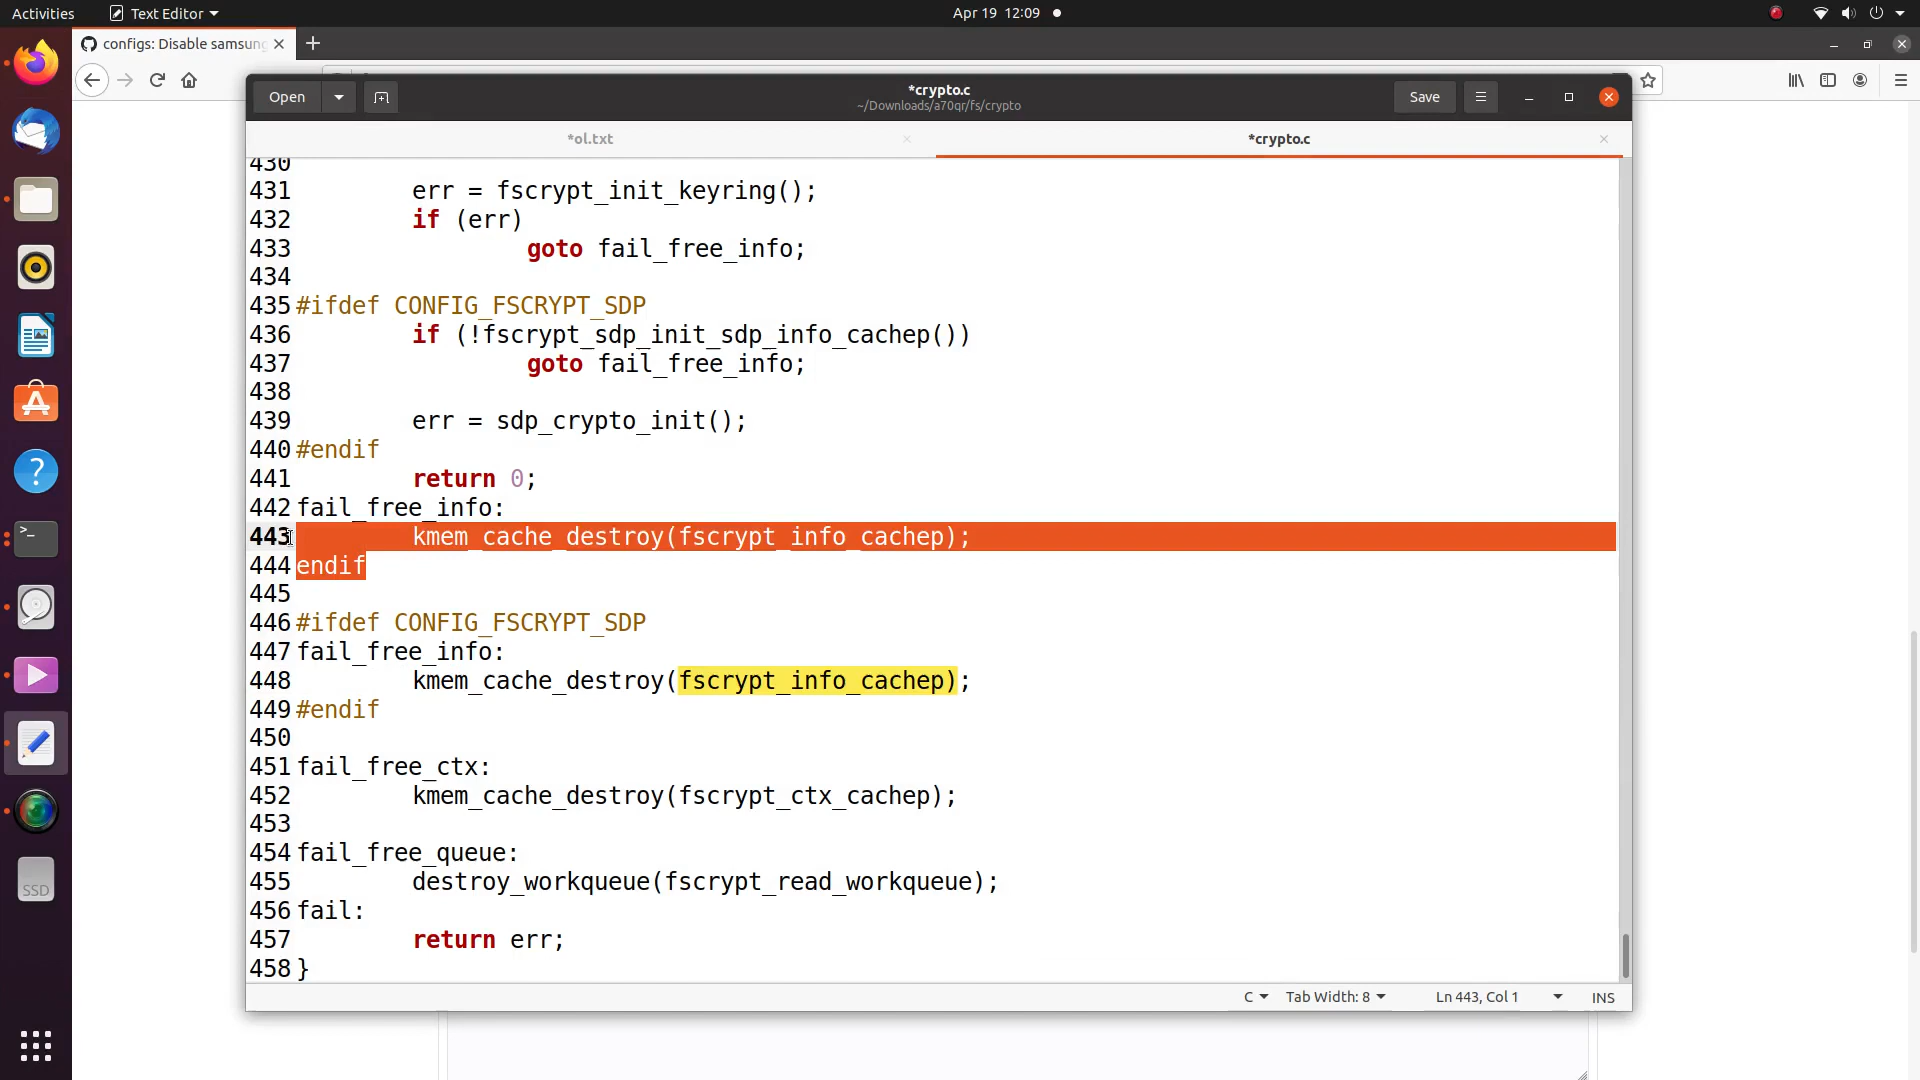 Activities
Text Editor
Apr 19 12:09
configs: Disable samsung
Open
*crypto.c
~/Downloads/a70qr/fs/crypto
Save
*ol.txt
*crypto.c
430
431 err = fscrypt_init_keyring();
432 if (err)
433 goto fail_free_info;
434
435 #ifdef CONFIG_FSCRYPT_SDP
436 if (!fscrypt_sdp_init_sdp_info_cachep())
437 goto fail_free_info;
438
439 err = sdp_crypto_init();
440 #endif
441 return 0;
442 fail_free_info:
443 kmem_cache_destroy(fscrypt_info_cachep);
444 endif
445
446 #ifdef CONFIG_FSCRYPT_SDP
447 fail_free_info:
448 kmem_cache_destroy(fscrypt_info_cachep);
449 #endif
450
451 fail_free_ctx:
452 kmem_cache_destroy(fscrypt_ctx_cachep);
453
454 fail_free_queue:
455 destroy_workqueue(fscrypt_read_workqueue);
456 fail:
457 return err;
458 }
C
Tab Width: 8
Ln 443, Col 1
INS
SSD